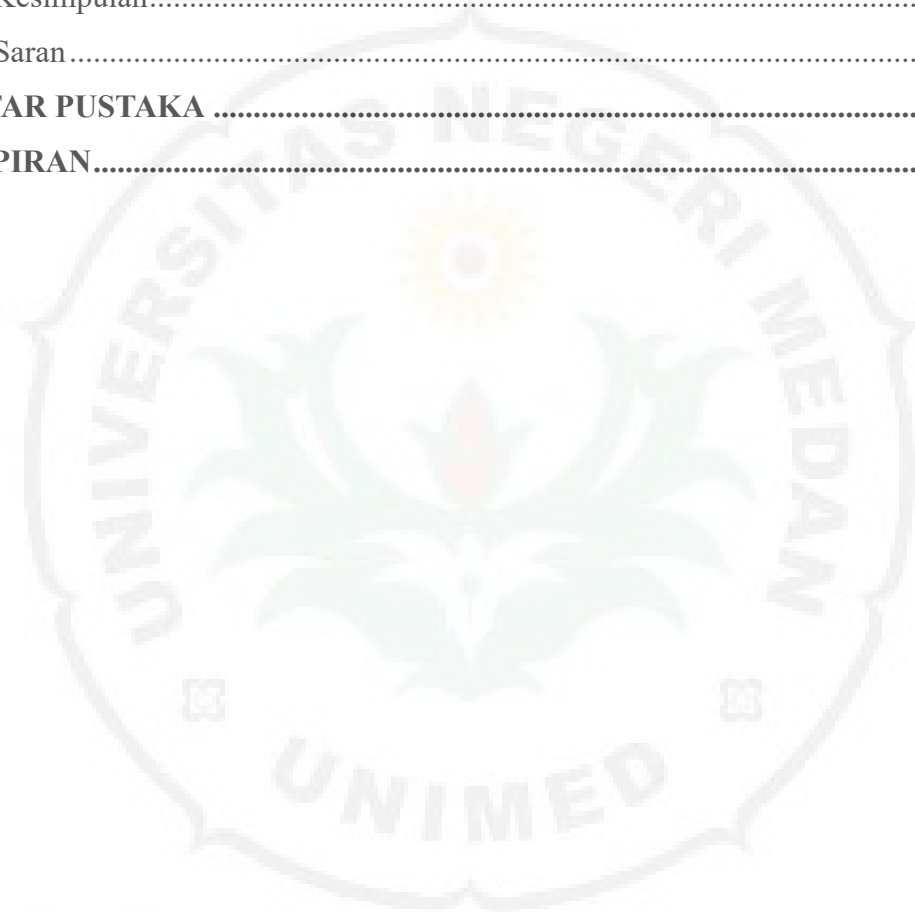 Kesimpulan........................................................................................................
Saran..................................................................................................................
TAR PUSTAKA ...............................................................................................
PIRAN...............................................................................................................
UNIVERSITAS NEGERI MEDAN
UNIMED